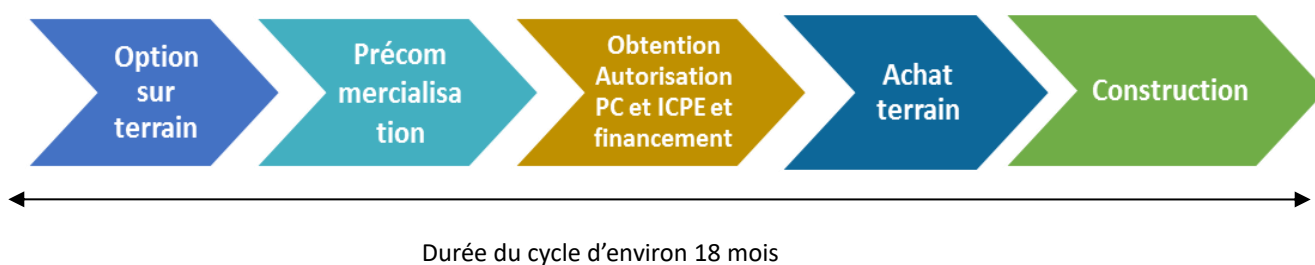 Option
sur
terrain
Précom
mercialisa
tion
Obtention
Autorisation
PC et ICPE et
financement
Achat
terrain
Construction
Durée du cycle d’environ 18 mois